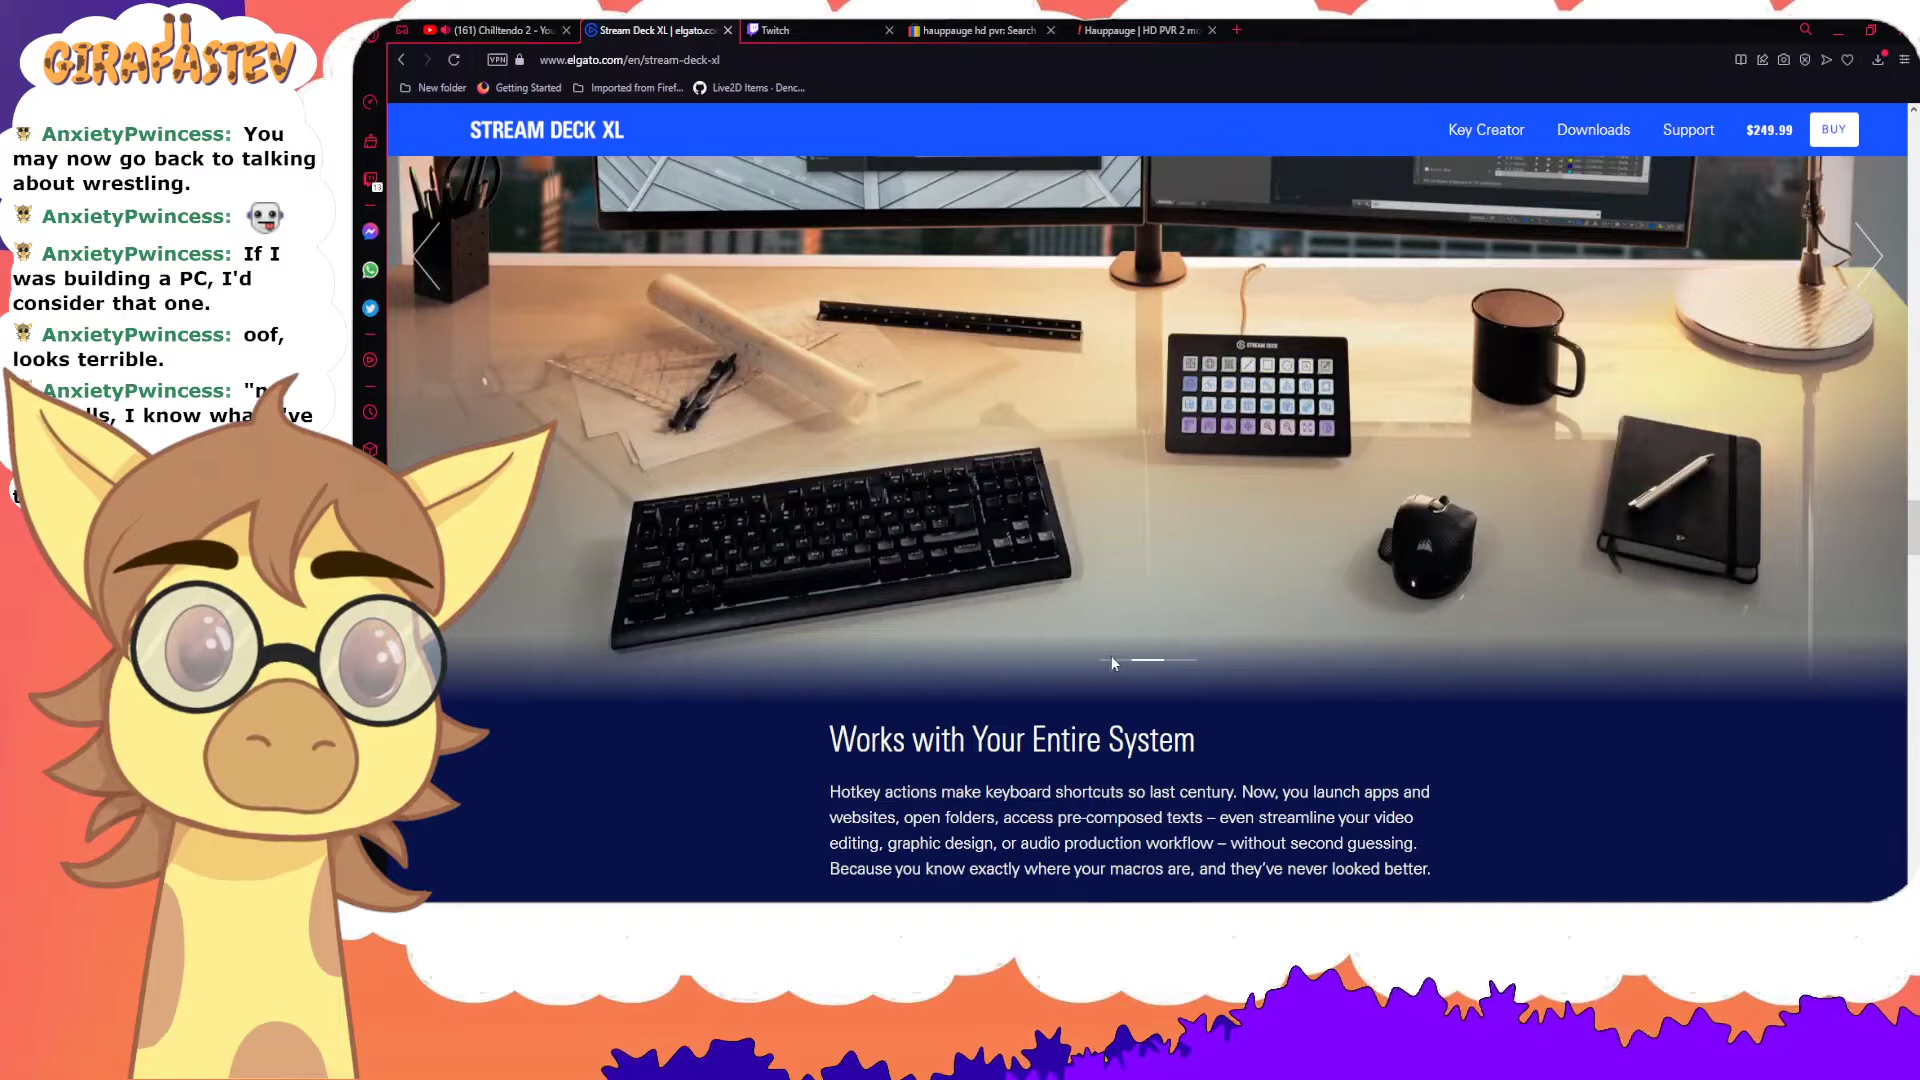 GIRAFASTEV
AnxietyPwincess: You
may now go back to talking
about wrestling.
AnxietyPwincess:
AnxietyPwincess: If I
was building a PC, I'd
consider that one.
AnxietyPwincess: oof,
looks terrible.
AnxietyPwincess:
I know
(161) Chilltendo 2 - You
Stream Deck XL | elgato.co
Twitch
hauppauge hd pvr: Search
Hauppauge | HD PVR 2 mo
VPN
www.elgato.com/en/stream-deck-xl
New folder
Getting Started
Imported from Firef...
Live2D Items - Denc...
13
STREAM DECK XL
Key Creator
Downloads
Support
$249.99
BUY
STREAM DECK
Works with Your Entire System
Hotkey actions make keyboard shortcuts so last century. Now, you launch apps and
websites, open folders, access pre-composed texts – even streamline your video
editing, graphic design, or audio production workflow – without second guessing.
Because you know exactly where your macros are, and they've never looked better.